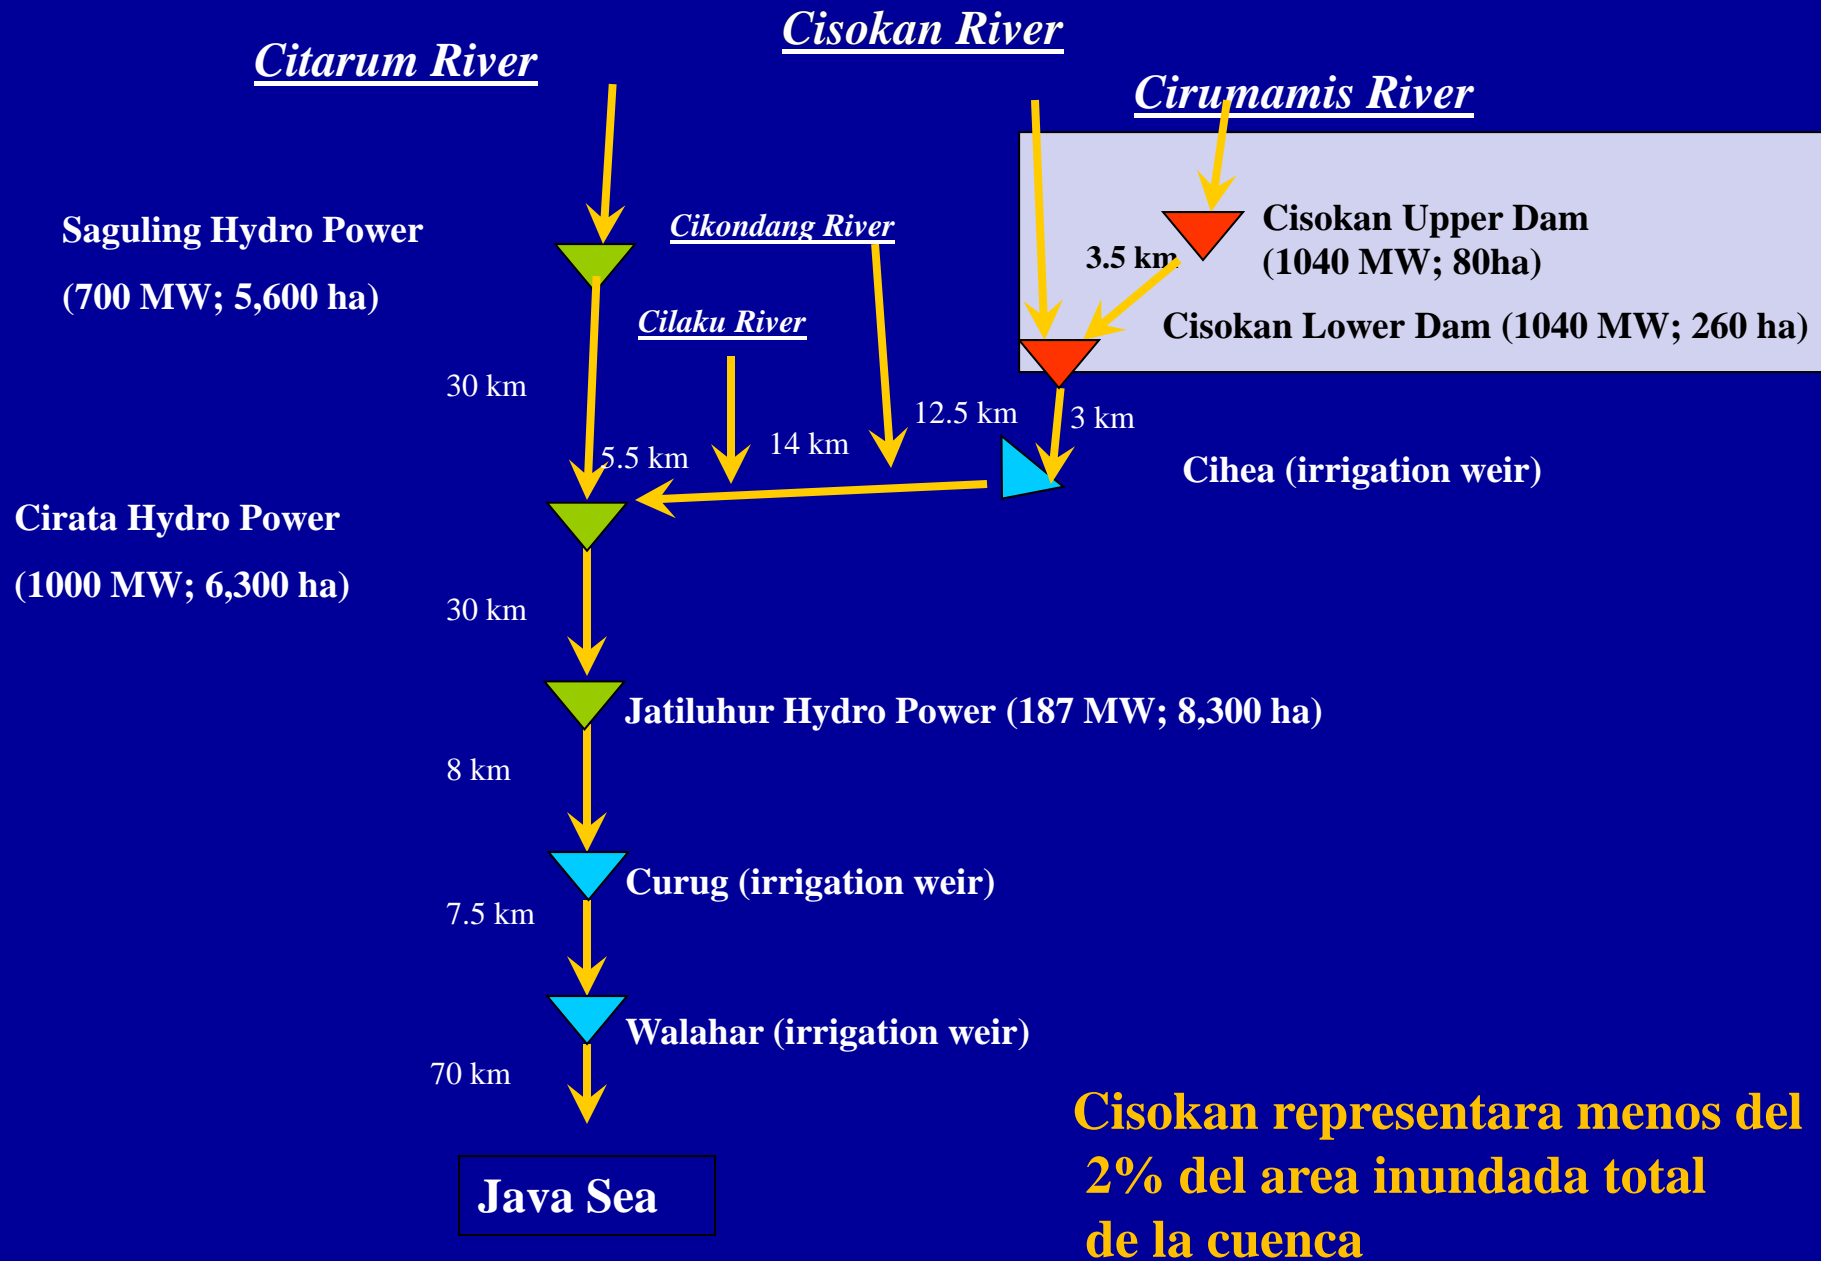 Citarum River
Cisokan River
Cirumamis River
Saguling Hydro Power
(700 MW; 5,600 ha)
Cikondang River
Cisokan Upper Dam
(1040 MW; 80ha)
3.5 km
Cilaku River
Cisokan Lower Dam (1040 MW; 260 ha)
30 km
12.5 km
3 km
14 km
5.5 km
Cihea (irrigation weir)
Cirata Hydro Power
(1000 MW; 6,300 ha)
30 km
Jatiluhur Hydro Power (187 MW; 8,300 ha)
8 km
Curug (irrigation weir)
7.5 km
Walahar (irrigation weir)
70 km
Java Sea
Cisokan representara menos del
2% del area inundada total
de la cuenca